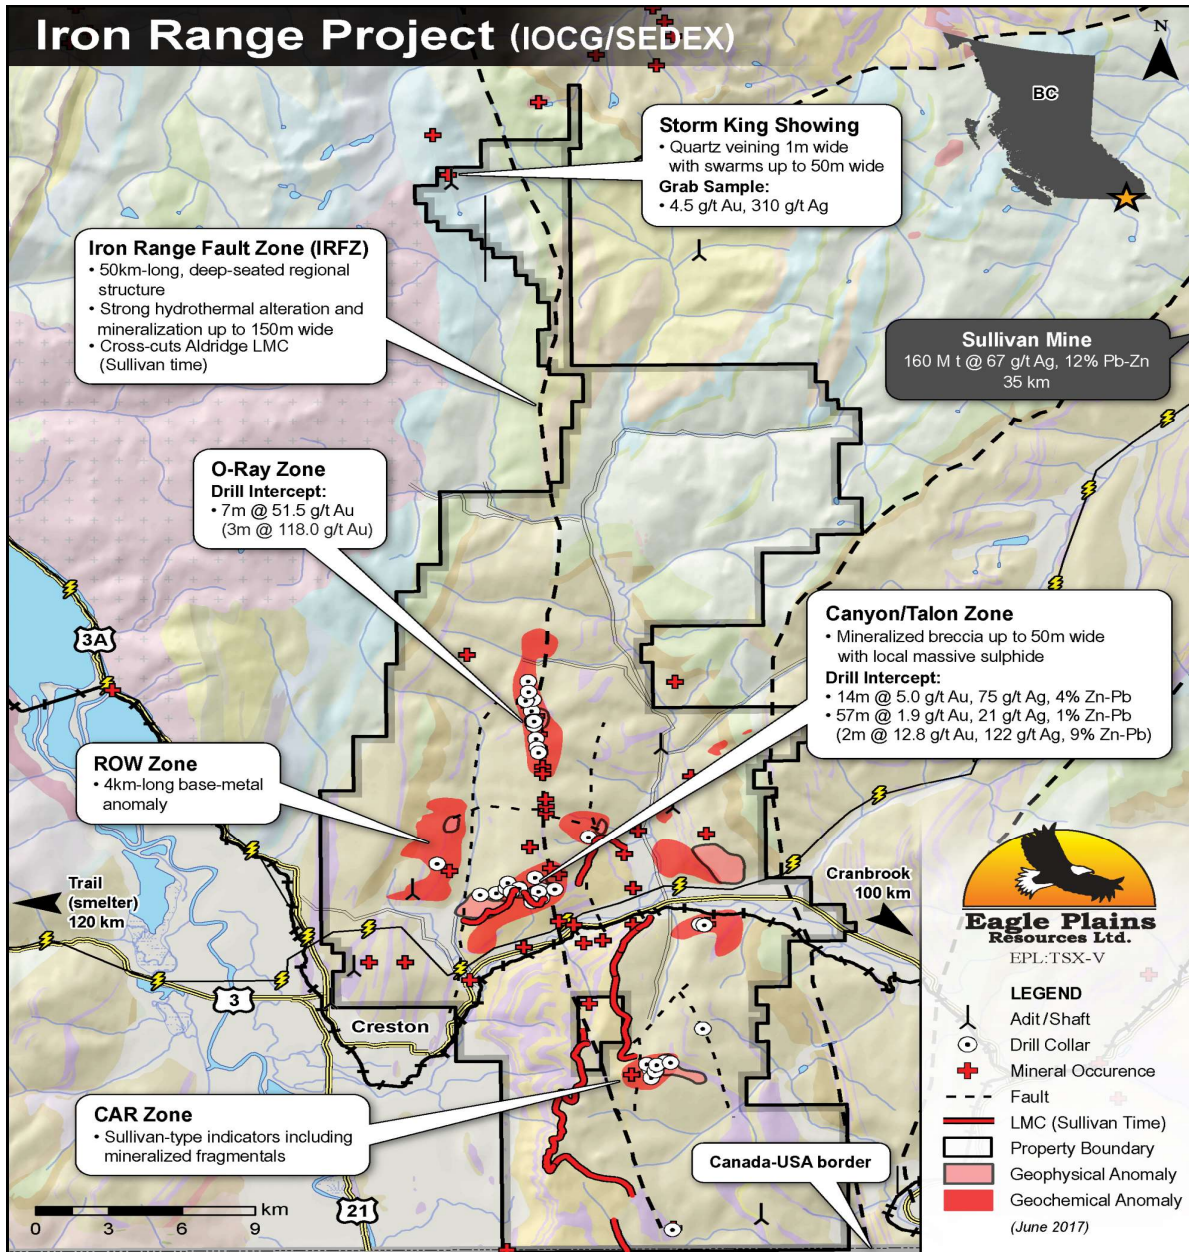 Iron Range Project (IOCG/SEDEX)
N
BC
Storm King Showing
• Quartz veining 1m wide
with swarms up to 50m wide
Grab Sample:
• 4.5 g/t Au, 310 g/t Ag
Iron Range Fault Zone (IRFZ)
• 50km-long, deep-seated regional
structure
• Strong hydrothermal alteration and
mineralization up to 150m wide
• Cross-cuts Aldridge LMC
(Sullivan time)
Sullivan Mine
160 M t @ 67 g/t Ag, 12% Pb-Zn
35 km
O-Ray Zone
Drill Intercept:
• 7m @ 51.5 g/t Au
(3m @ 118.0 g/t Au)
3A
Canyon/Talon Zone
• Mineralized breccia up to 50m wide
with local massive sulphide
Drill Intercept:
• 14m @ 5.0 g/t Au, 75 g/t Ag, 4% Zn-Pb
• 57m @ 1.9 g/t Au, 21 g/t Ag, 1% Zn-Pb
(2m @ 12.8 g/t Au, 122 g/t Ag, 9% Zn-Pb)
ROW Zone
• 4km-long base-metal
anomaly
Trail
(smelter)
120 km
Cranbrook
100 km
Eagle Plains
Resources Ltd.
EPL:TSX-V
3
Creston
LEGEND
Adit/Shaft
Drill Collar
Mineral Occurence
Fault
LMC (Sullivan Time)
Property Boundary
Geophysical Anomaly
Geochemical Anomaly
(June 2017)
CAR Zone
• Sullivan-type indicators including
mineralized fragmentals
Canada-USA border
21
km
0 3 6 9